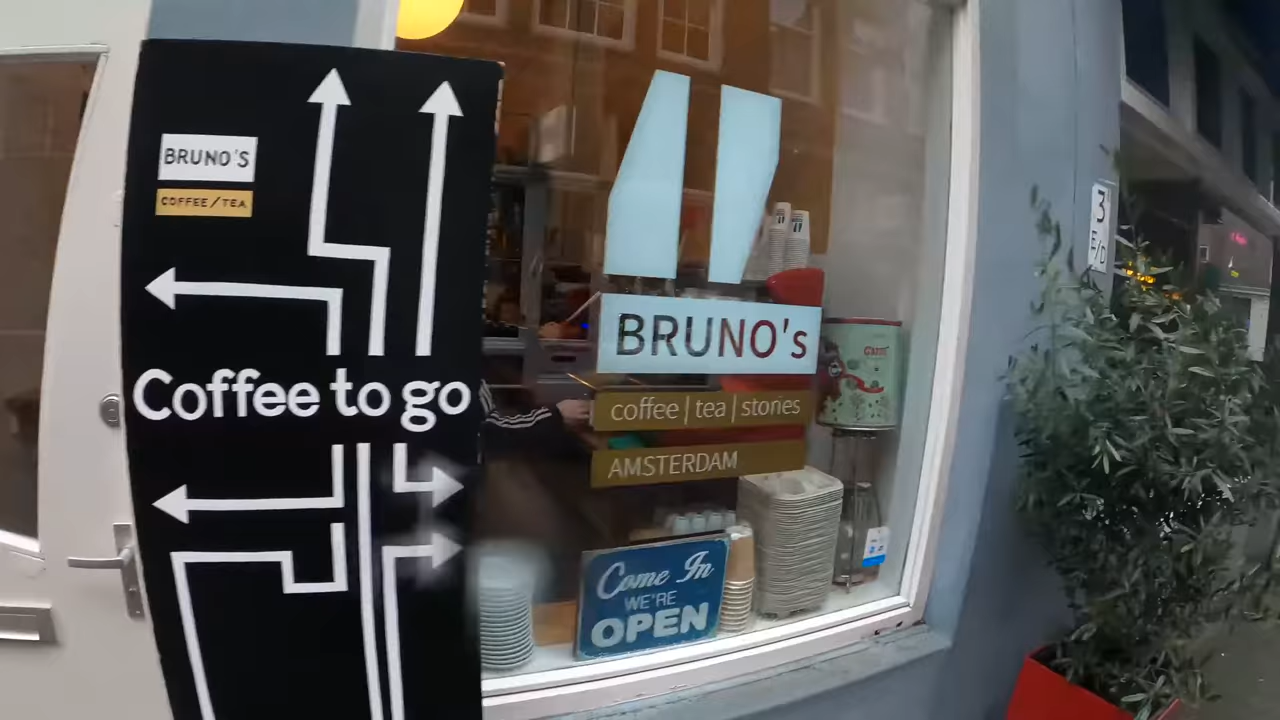 BRUNO'S
COFFEE/TEA
Coffee to go
BRUNO's
coffee | tea | stories
AMSTERDAM
Come In
WE'RE
OPEN
3
E/D